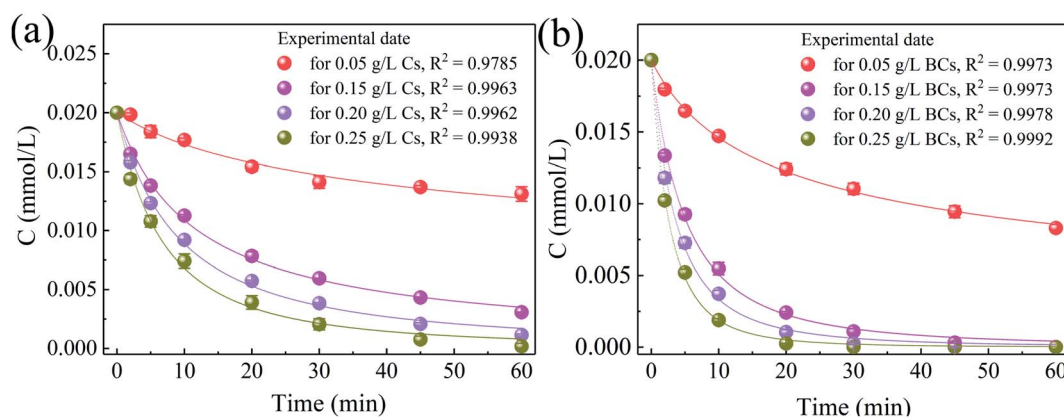 (a)
Experimental date
for 0.05 g/L Cs, R² = 0.9785
for 0.15 g/L Cs, R² = 0.9963
for 0.20 g/L Cs, R² = 0.9962
for 0.25 g/L Cs, R² = 0.9938
C (mmol/L)
0.025
0.020
0.015
0.010
0.005
0.000
0 10 20 30 40 50 60
Time (min)
(b)
Experimental date
for 0.05 g/L BCs, R² = 0.9973
for 0.15 g/L BCs, R² = 0.9973
for 0.20 g/L BCs, R² = 0.9978
for 0.25 g/L BCs, R² = 0.9992
C (mmol/L)
0.020
0.015
0.010
0.005
0.000
0 10 20 30 40 50 60
Time (min)